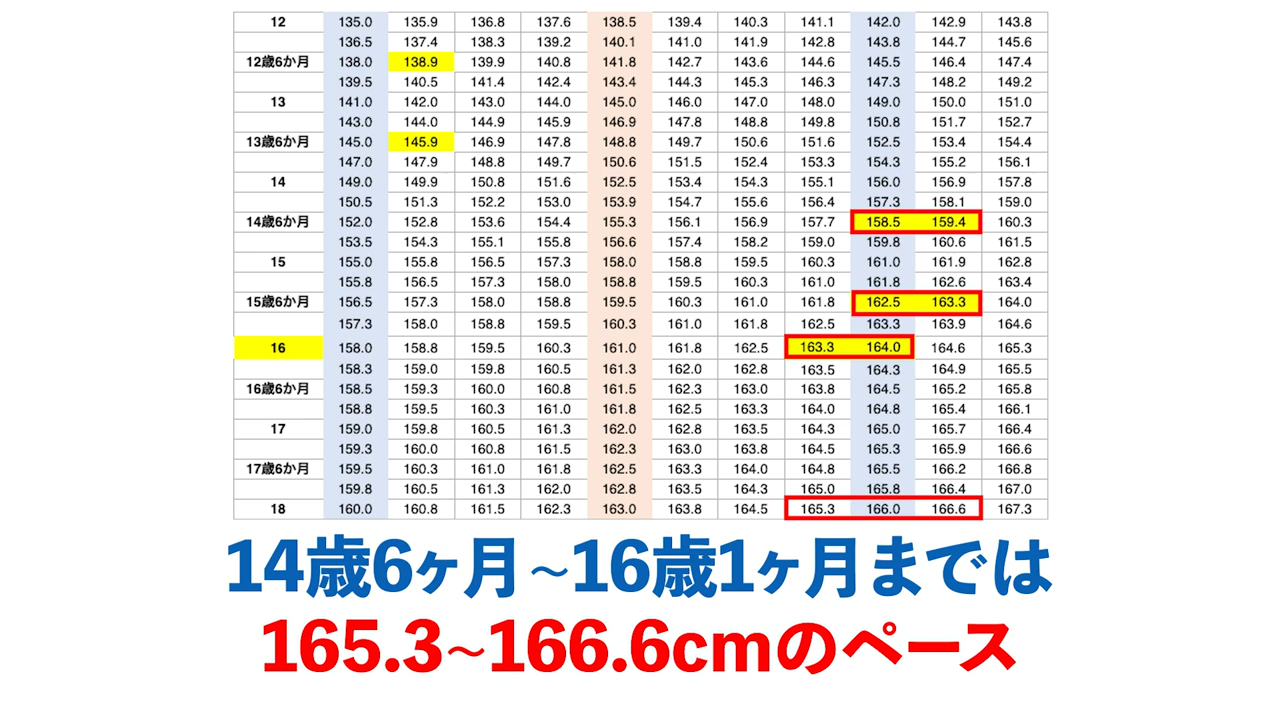 12 135.0 135.9 136.8 137.6 138.5 139.4 140.3 141.1 142.0 142.9 143.8
136.5 137.4 138.3 139.2 140.1 141.0 141.9 142.8 143.8 144.7 145.6
12歳6か月 138.0 138.9 139.9 140.8 141.8 142.7 143.6 144.6 145.5 146.4 147.4
139.5 140.5 141.4 142.4 143.4 144.3 145.3 146.3 147.3 148.2 149.2
13 141.0 142.0 143.0 144.0 145.0 146.0 147.0 148.0 149.0 150.0 151.0
143.0 144.0 144.9 145.9 146.9 147.8 148.8 149.8 150.8 151.7 152.7
13歳6か月 145.0 145.9 146.9 147.8 148.8 149.7 150.6 151.6 152.5 153.4 154.4
147.0 147.9 148.8 149.7 150.6 151.5 152.4 153.3 154.3 155.2 156.1
14 149.0 149.9 150.8 151.6 152.5 153.4 154.3 155.1 156.0 156.9 157.8
150.5 151.3 152.2 153.0 153.9 154.7 155.6 156.4 157.3 158.1 159.0
14歳6か月 152.0 152.8 153.6 154.4 155.3 156.1 156.9 157.7 158.5 159.4 160.3
153.5 154.3 155.1 155.8 156.6 157.4 158.2 159.0 159.8 160.6 161.5
15 155.0 155.8 156.5 157.3 158.0 158.8 159.5 160.3 161.0 161.9 162.8
155.8 156.5 157.3 158.0 158.8 159.5 160.3 161.0 161.8 162.6 163.4
15歳6か月 156.5 157.3 158.0 158.8 159.5 160.3 161.0 161.8 162.5 163.3 164.0
157.3 158.0 158.8 159.5 160.3 161.0 161.8 162.5 163.3 163.9 164.6
16 158.0 158.8 159.5 160.3 161.0 161.8 162.5 163.3 164.0 164.6 165.3
158.3 159.0 159.8 160.5 161.3 162.0 162.8 163.5 164.3 164.9 165.5
16歳6か月 158.5 159.3 160.0 160.8 161.5 162.3 163.0 163.8 164.5 165.2 165.8
158.8 159.5 160.3 161.0 161.8 162.5 163.3 164.0 164.8 165.4 166.1
17 159.0 159.8 160.5 161.3 162.0 162.8 163.5 164.3 165.0 165.7 166.4
159.3 160.0 160.8 161.5 162.3 163.0 163.8 164.5 165.3 165.9 166.6
17歳6か月 159.5 160.3 161.0 161.8 162.5 163.3 164.0 164.8 165.5 166.2 166.8
159.8 160.5 161.3 162.0 162.8 163.5 164.3 165.0 165.8 166.4 167.0
18 160.0 160.8 161.5 162.3 163.0 163.8 164.5 165.3 166.0 166.6 167.3
14歳6ヶ月～16歳1ヶ月までは
165.3～166.6cmのペース